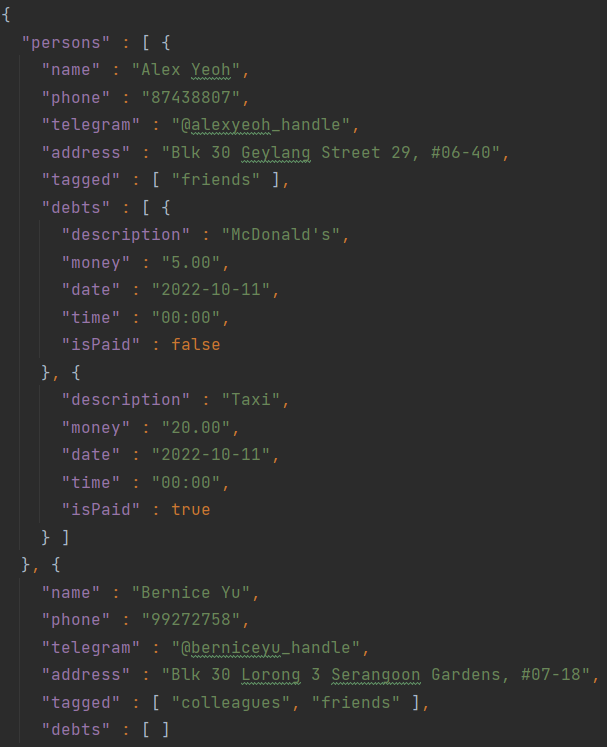 {
  "persons" : [ {
    "name" : "Alex Yeoh",
    "phone" : "87438807",
    "telegram" : "@alexyeoh_handle",
    "address" : "Blk 30 Geylang Street 29, #06-40",
    "tagged" : [ "friends" ],
    "debts" : [ {
      "description" : "McDonald's",
      "money" : "5.00",
      "date" : "2022-10-11",
      "time" : "00:00",
      "isPaid" : false
    }, {
      "description" : "Taxi",
      "money" : "20.00",
      "date" : "2022-10-11",
      "time" : "00:00",
      "isPaid" : true
    } ]
  }, {
    "name" : "Bernice Yu",
    "phone" : "99272758",
    "telegram" : "@berniceyu_handle",
    "address" : "Blk 30 Lorong 3 Serangoon Gardens, #07-18",
    "tagged" : [ "colleagues", "friends" ],
    "debts" : [ ]